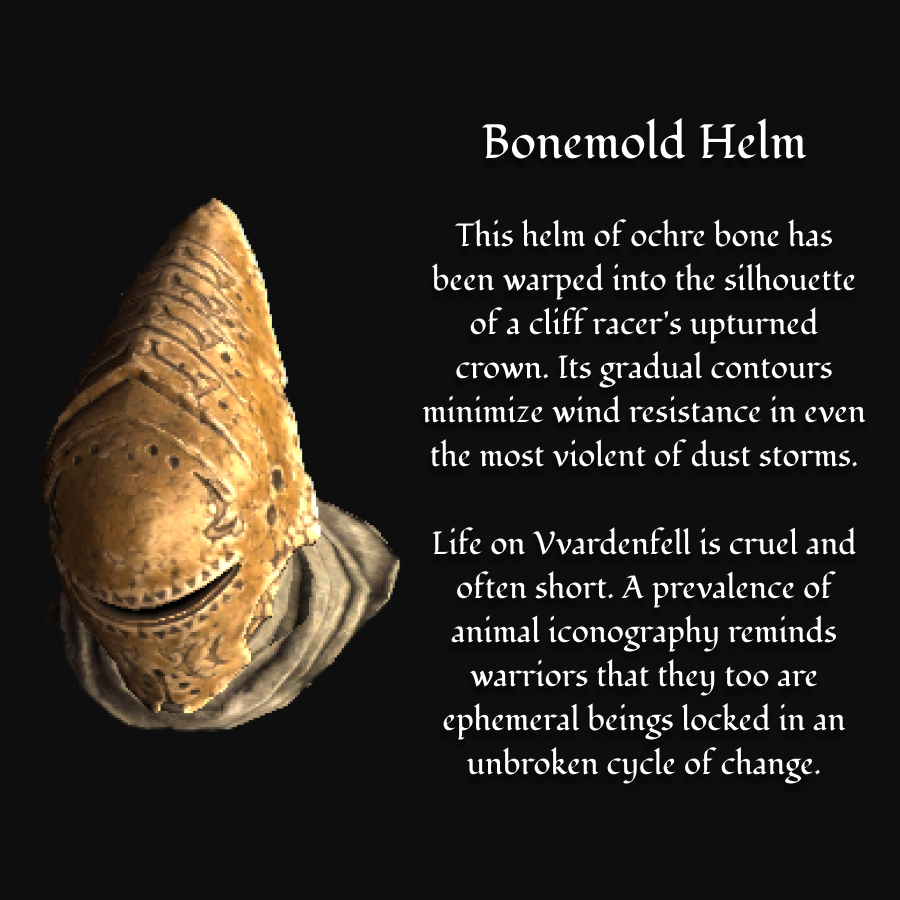 Bonemold Helm
This helm of ochre bone has
been warped into the silhouette
of a cliff racer's upturned
crown. Its gradual contours
minimize wind resistance in even
the most violent of dust storms.
Life on Vvardenfell is cruel and
often short. A prevalence of
animal iconography reminds
warriors that they too are
ephemeral beings locked in an
unbroken cycle of change.